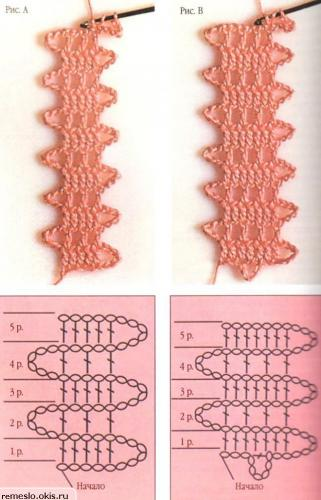 Рис. А
Рис. В
5 р.
4 р.
3 р.
2 р.
1 р.
Начало
5 р.
4 р.
3 р.
2 р.
1 р.
Начало
remeslo.okis.ru